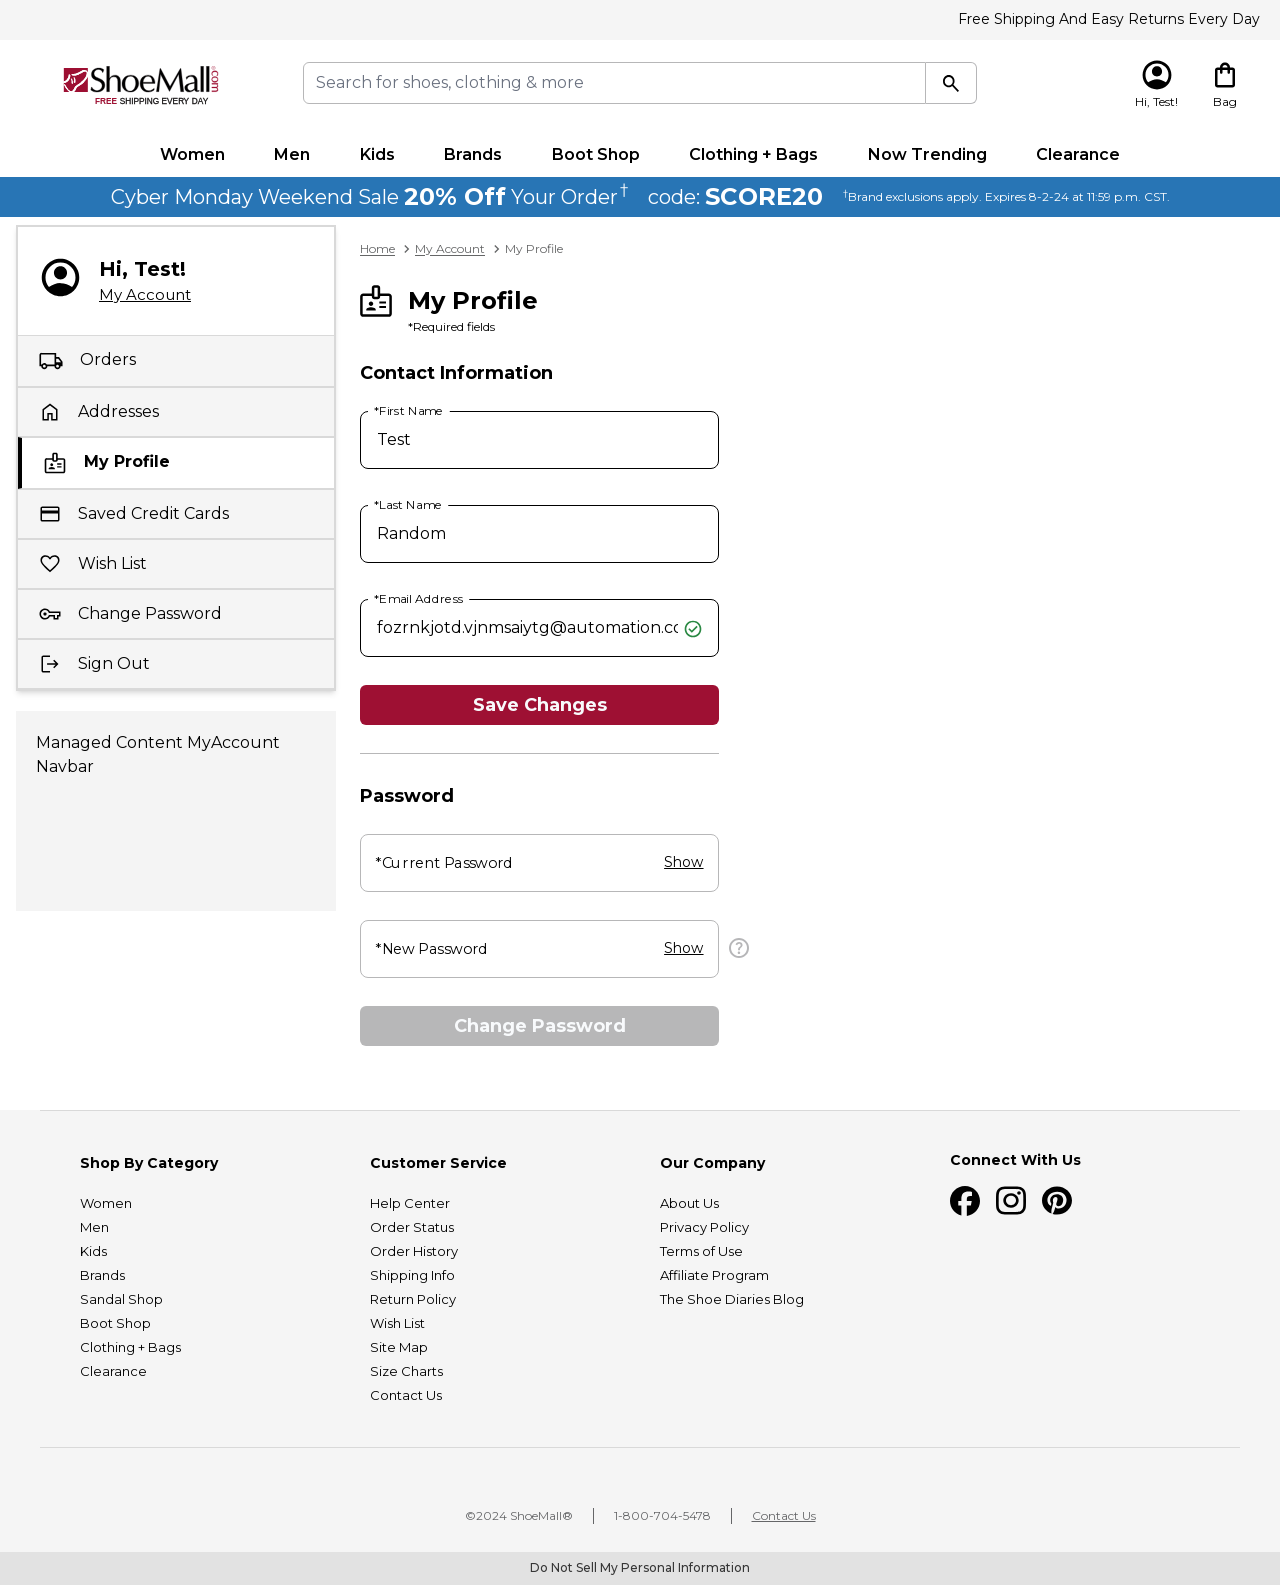 Free Shipping And Easy Returns Every Day
ShoeMall.com®
FREE SHIPPING EVERY DAY
Search for shoes, clothing & more
Hi, Test!
Bag
Women
Men
Kids
Brands
Boot Shop
Clothing + Bags
Now Trending
Clearance
Cyber Monday Weekend Sale 20% Off Your Order† code: SCORE20 †Brand exclusions apply. Expires 8-2-24 at 11:59 p.m. CST.
Hi, Test!
My Account
Orders
Addresses
My Profile
Saved Credit Cards
Wish List
Change Password
Sign Out
Managed Content MyAccount
Navbar
Home > My Account > My Profile
My Profile
*Required fields
Contact Information
*First Name
Test
*Last Name
Random
*Email Address
fozrnkjotd.vjnmsaiytg@automation.cc
Save Changes
Password
*Current Password
Show
*New Password
Show
?
Change Password
Shop By Category
Women
Men
Kids
Brands
Sandal Shop
Boot Shop
Clothing + Bags
Clearance
Customer Service
Help Center
Order Status
Order History
Shipping Info
Return Policy
Wish List
Site Map
Size Charts
Contact Us
Our Company
About Us
Privacy Policy
Terms of Use
Affiliate Program
The Shoe Diaries Blog
Connect With Us
©2024 ShoeMall®
1-800-704-5478
Contact Us
Do Not Sell My Personal Information